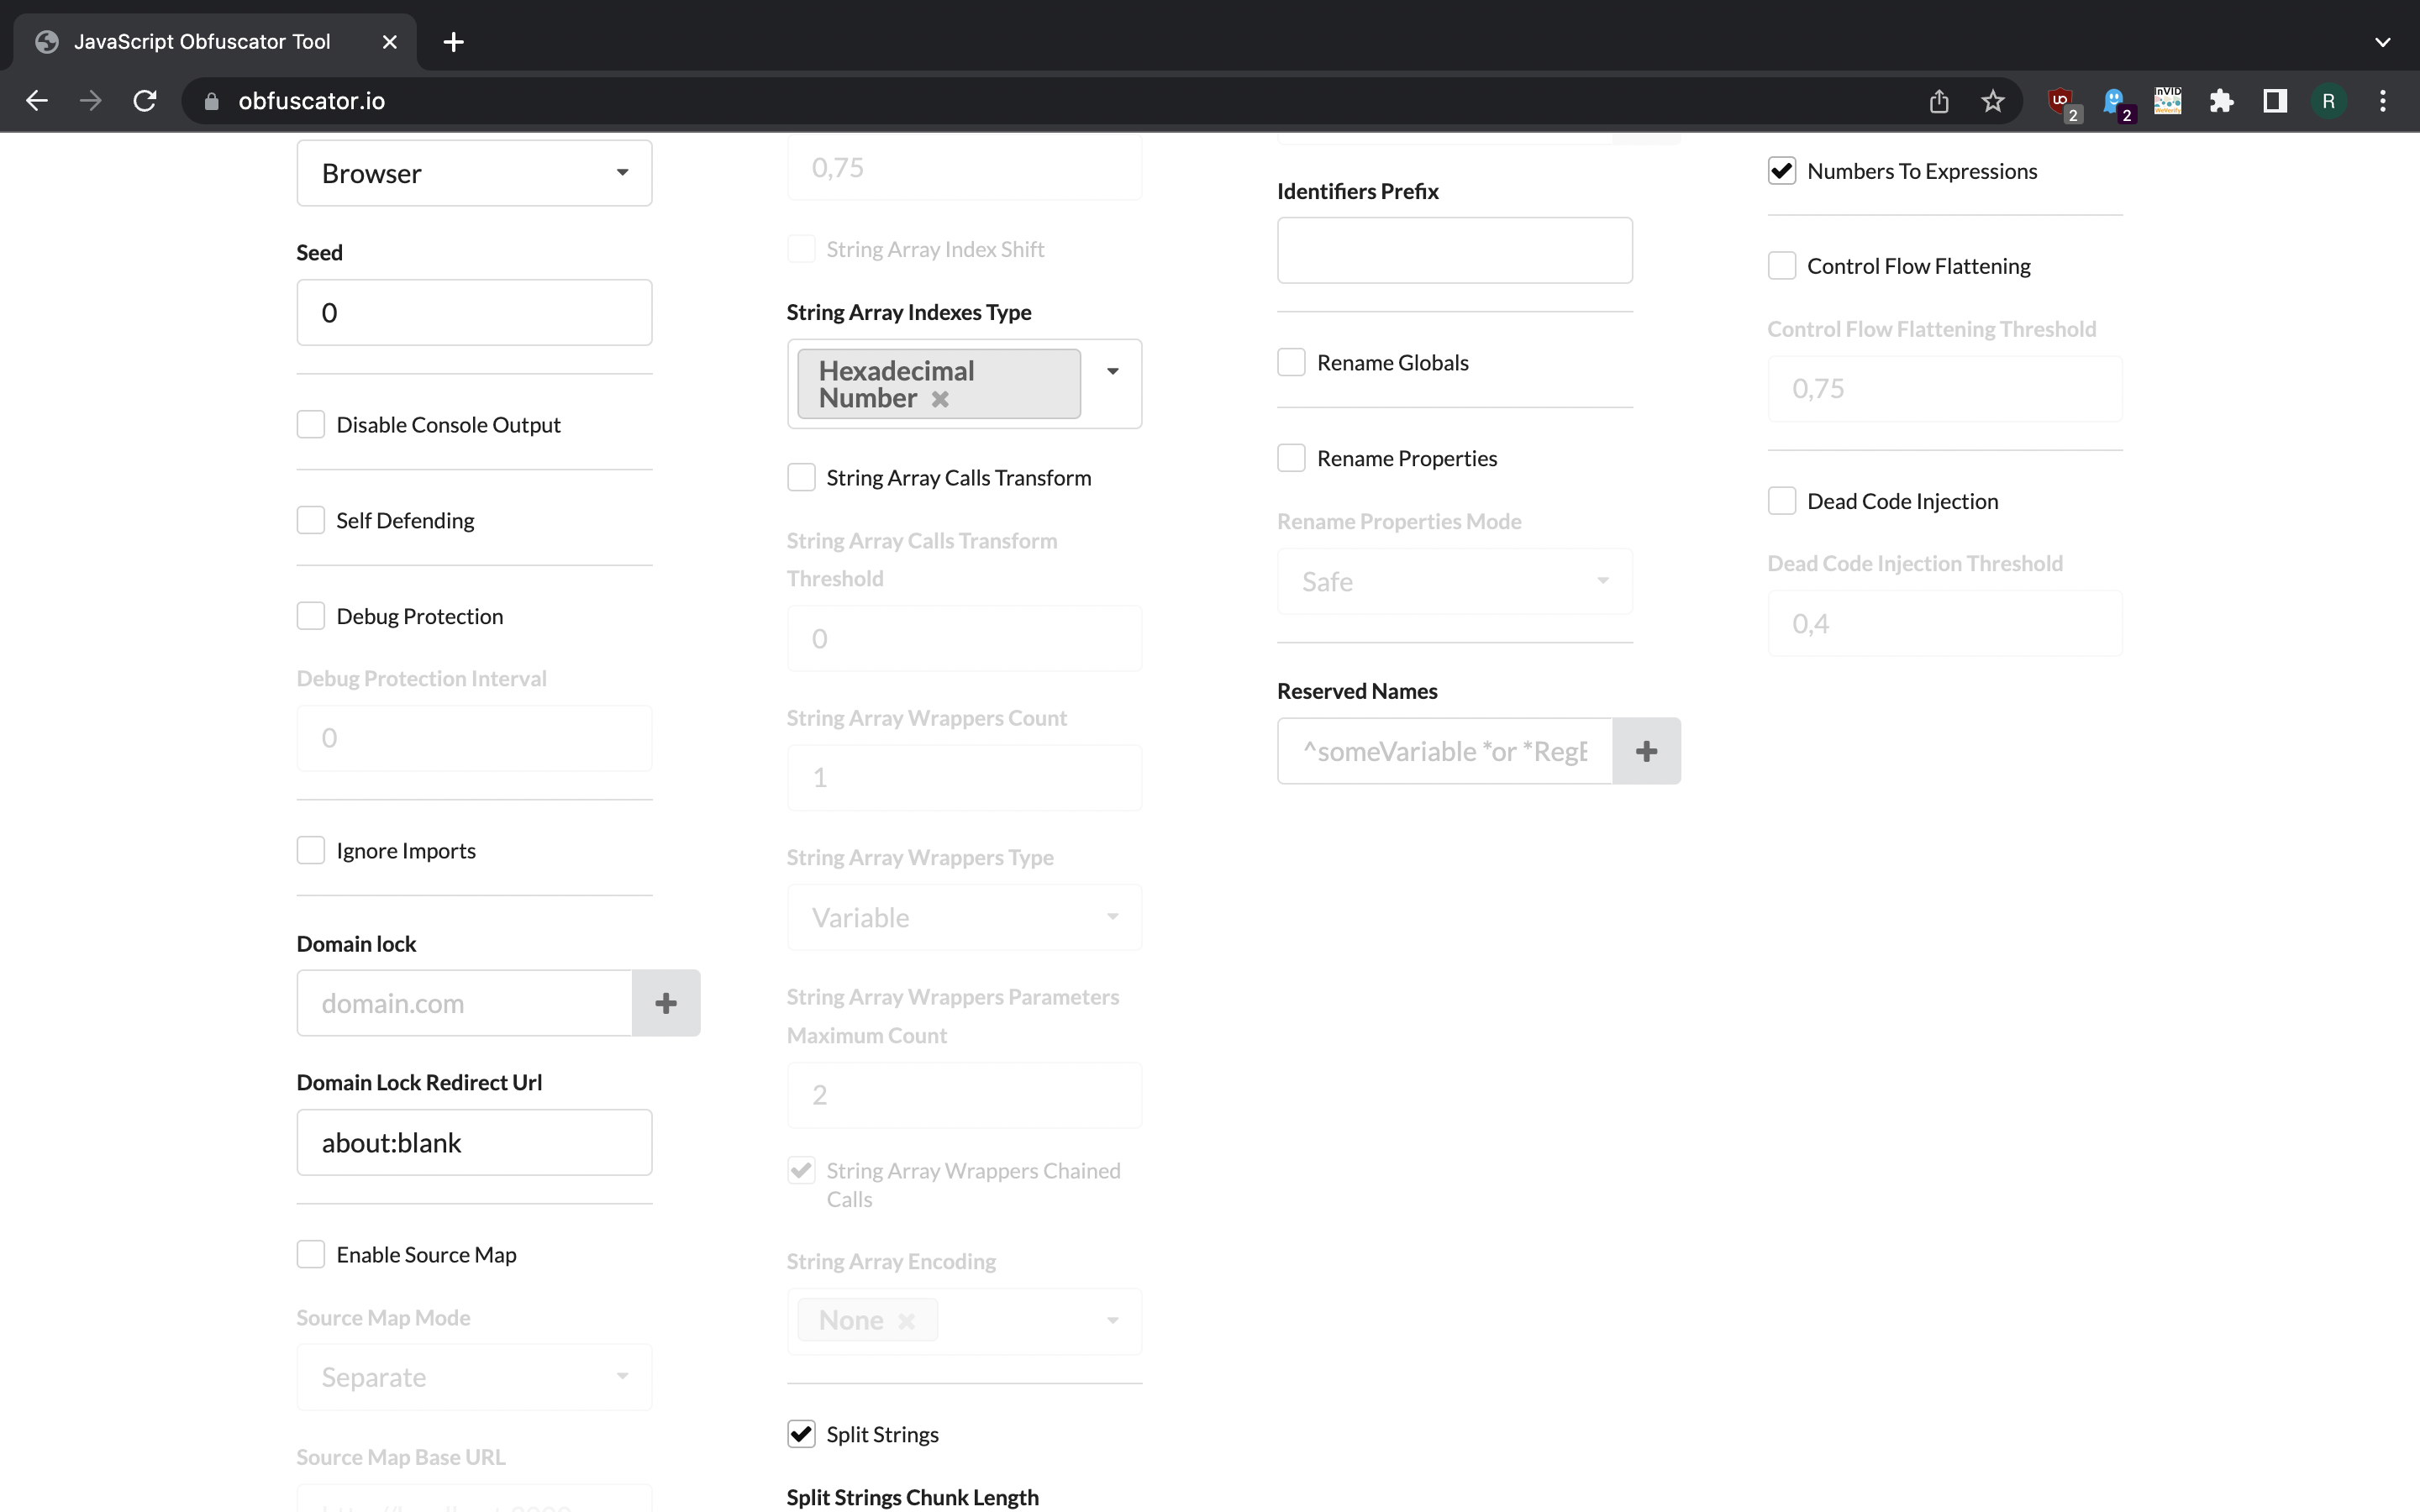 JavaScript Obfuscator Tool
obfuscator.io
2
2
InVID
R
Browser
Seed
0
Disable Console Output
Self Defending
Debug Protection
Debug Protection Interval
0
Ignore Imports
Domain lock
domain.com
Domain Lock Redirect Url
about:blank
Enable Source Map
Source Map Mode
Separate
Source Map Base URL
0,75
String Array Index Shift
String Array Indexes Type
Hexadecimal
Number
String Array Calls Transform
String Array Calls Transform
Threshold
0
String Array Wrappers Count
1
String Array Wrappers Type
Variable
String Array Wrappers Parameters
Maximum Count
2
String Array Wrappers Chained
Calls
String Array Encoding
None
Split Strings
Split Strings Chunk Length
Identifiers Prefix
Rename Globals
Rename Properties
Rename Properties Mode
Safe
Reserved Names
^someVariable *or *RegE
Numbers To Expressions
Control Flow Flattening
Control Flow Flattening Threshold
0,75
Dead Code Injection
Dead Code Injection Threshold
0,4